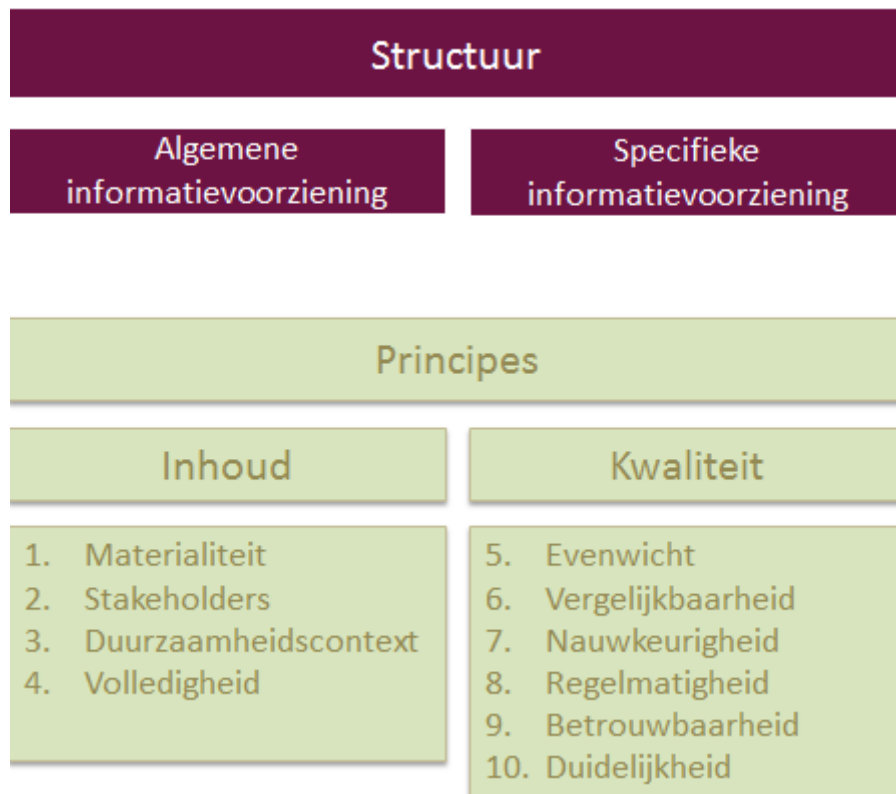 Structuur
Algemene
informatievoorziening
Specifieke
informatievoorziening
Principes
Inhoud
Kwaliteit
1. Materialiteit
2. Stakeholders
3. Duurzaamheidscontext
4. Volledigheid
5. Evenwicht
6. Vergelijkbaarheid
7. Nauwkeurigheid
8. Regelmatigheid
9. Betrouwbaarheid
10. Duidelijkheid